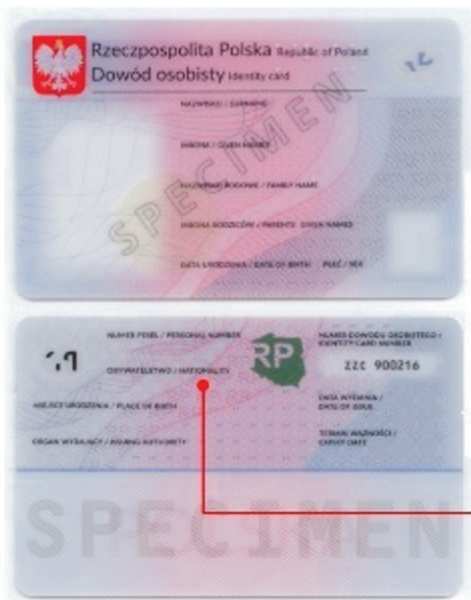 Rzeczpospolita Polska Republic of Poland
Dowód osobisty Identity card
NAZWISKO / SURNAME
IMIONA / GIVEN NAMES
NAZWISKO RODOWE / FAMILY NAME
IMIONA RODZICÓW / PARENTS' GIVEN NAMES
DATA URODZENIA / DATE OF BIRTH PŁEĆ / SEX
SPECIMEN
NUMER PESEL / PERSONAL NUMBER
OBYWATELSTWO / NATIONALITY
MIEJSCE URODZENIA / PLACE OF BIRTH
ORGAN WYDAJĄCY / ISSUING AUTHORITY
RP
NUMER DOWODU OSOBISTEGO /
IDENTITY CARD NUMBER
ZZC 900216
DATA WYDANIA /
DATE OF ISSUE
TERMIN WAŻNOŚCI /
EXPIRY DATE
SPECIMEN